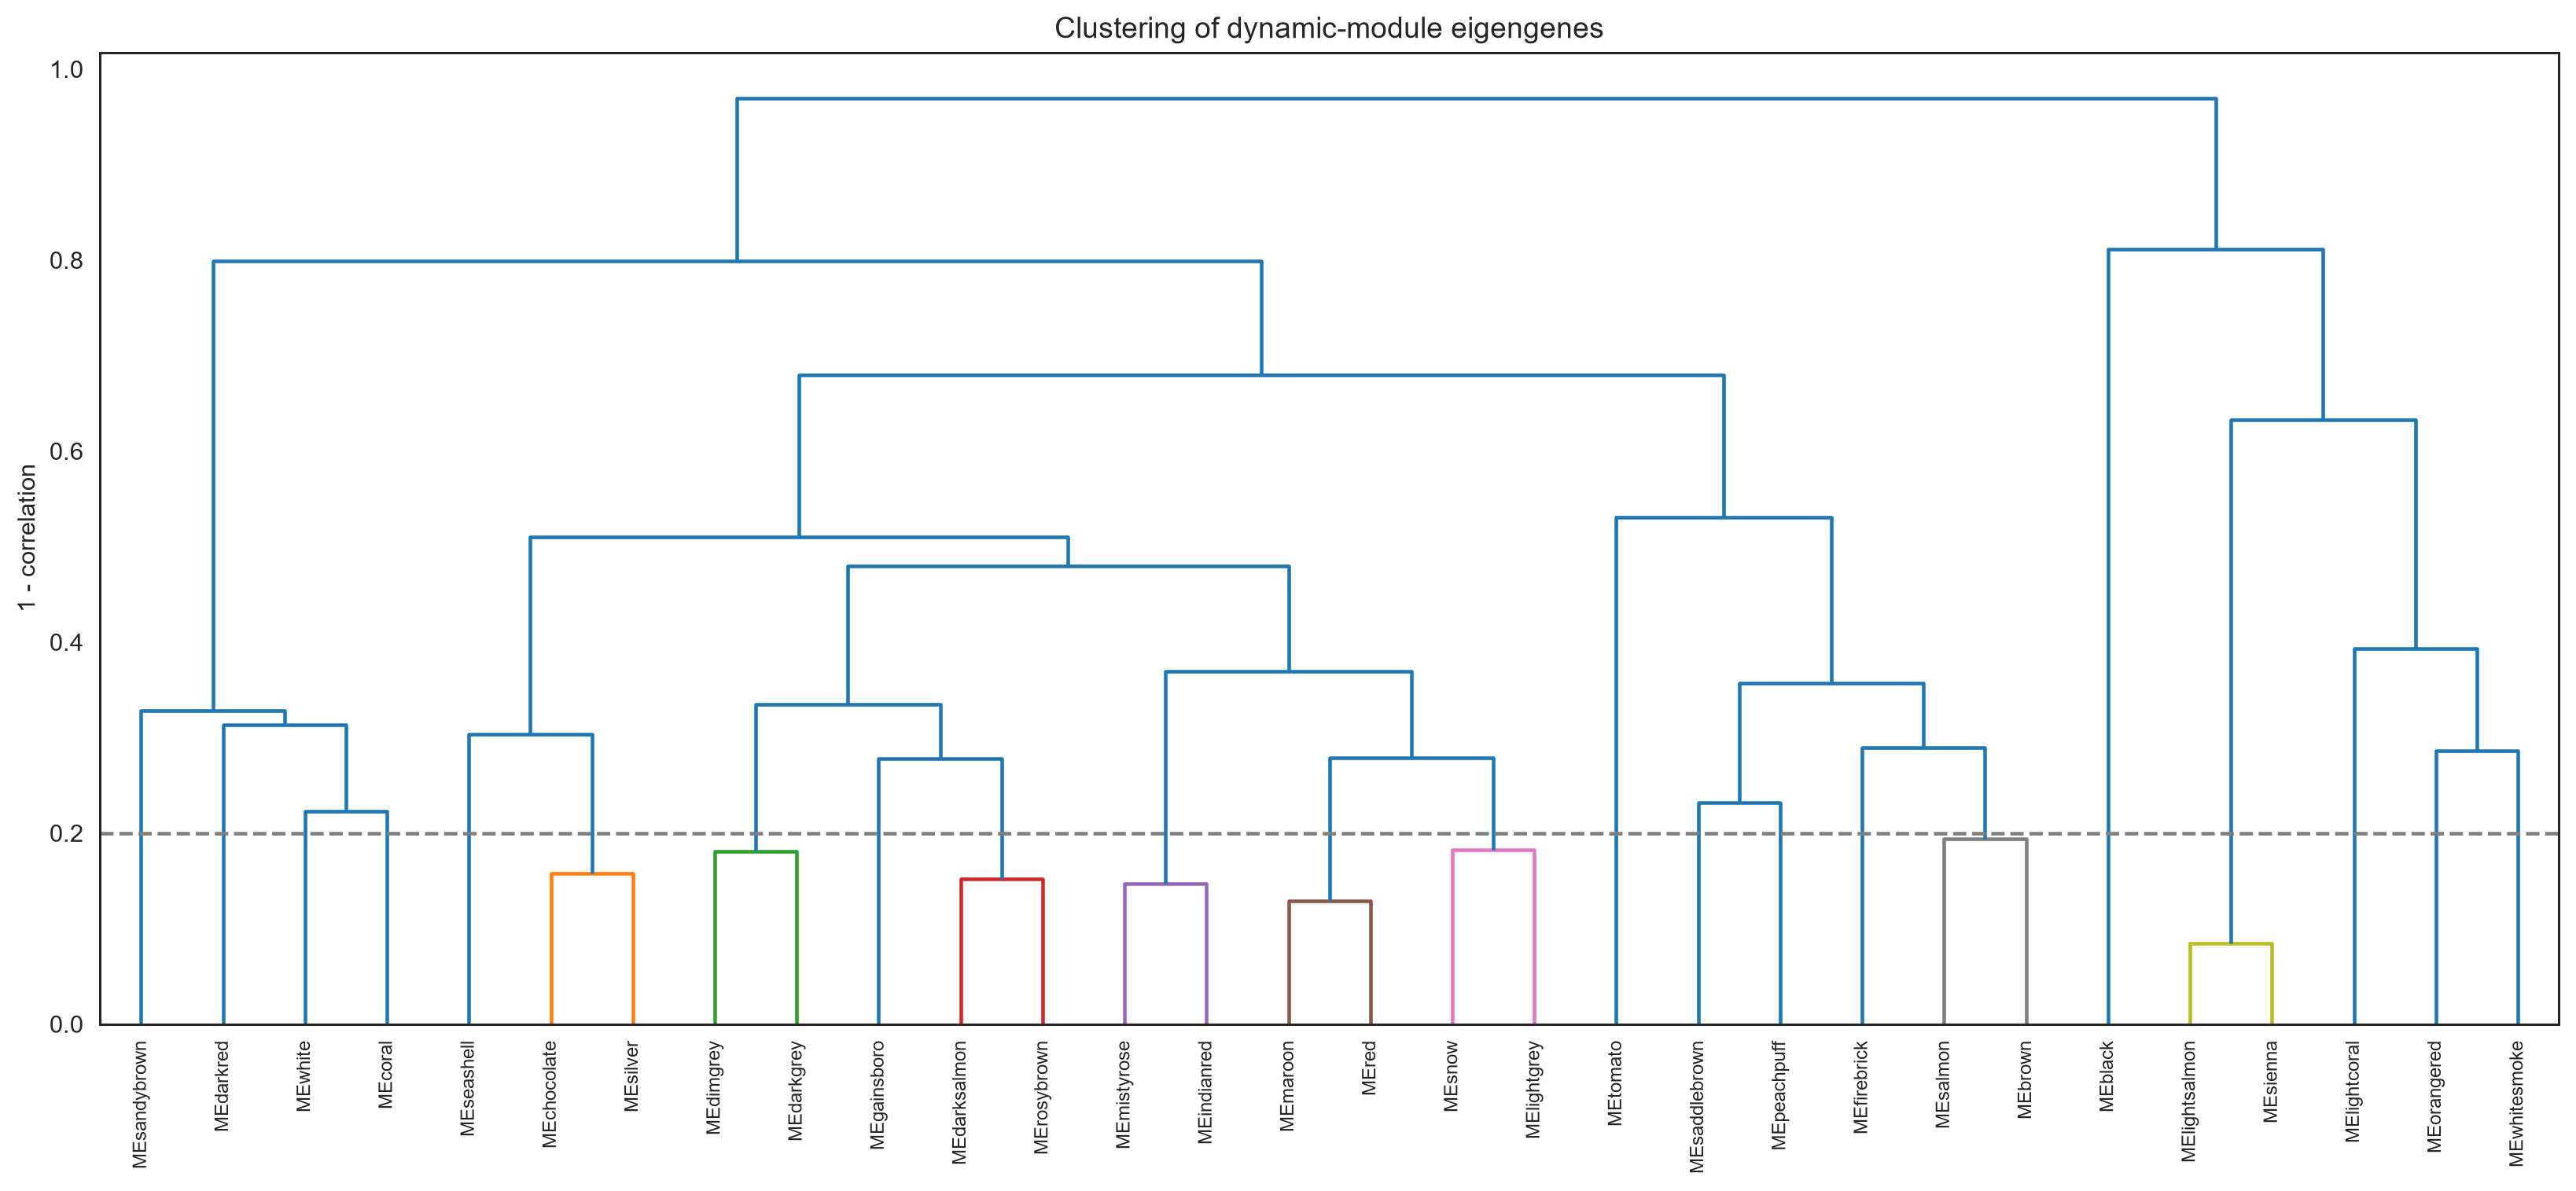 Clustering of dynamic-module eigengenes
1.0
0.8
0.6
0.4
0.2
0.0
1 - correlation
MEsandybrown
MEdarkred
MEwhite
MEcoral
MEseashell
MEchocolate
MEsilver
MEdimgrey
MEdarkgrey
MEgainsboro
MEdarksalmon
MErosybrown
MEmistyrose
MEindianred
MEmaroon
MEred
MEsnow
MElightgrey
MEtomato
MEsaddlebrown
MEpeachpuff
MEfirebrick
MEsalmon
MEbrown
MEblack
MElightsalmon
MEsienna
MElightcoral
MEorangered
MEwhitesmoke